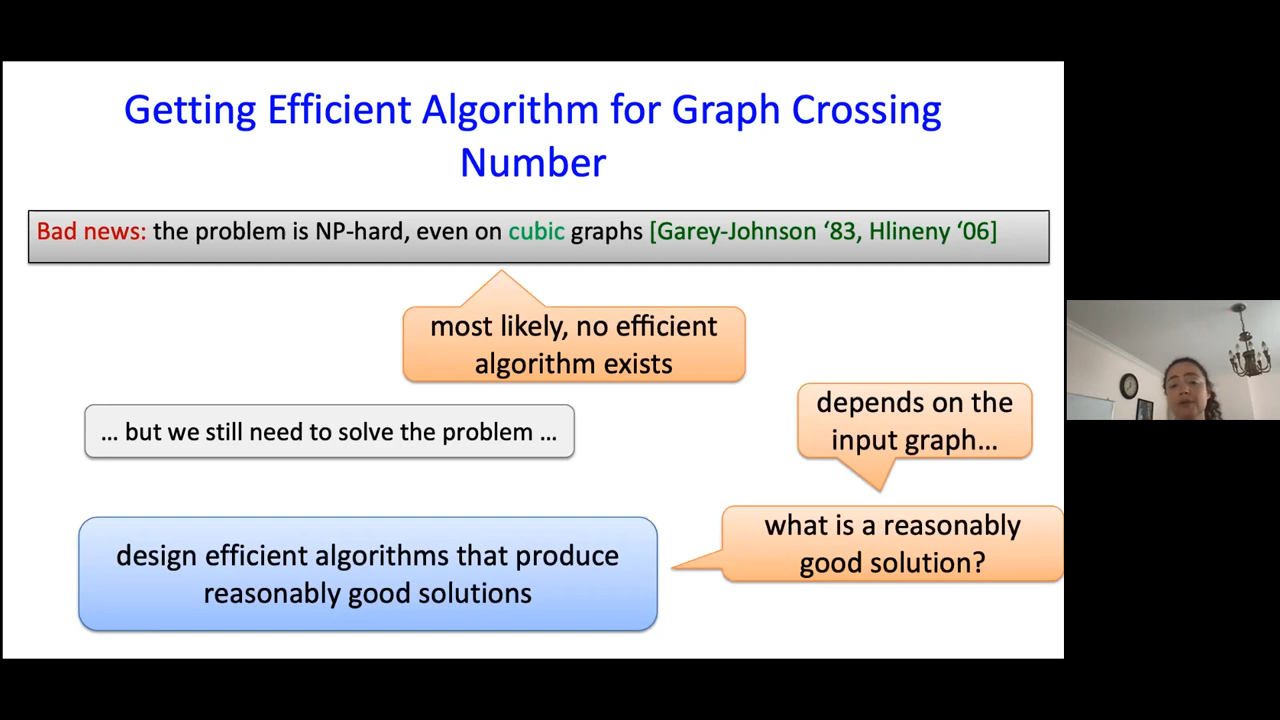 Getting Efficient Algorithm for Graph Crossing
Number
Bad news: the problem is NP-hard, even on cubic graphs [Garey-Johnson ‘83, Hlineny ‘06]
most likely, no efficient
algorithm exists
... but we still need to solve the problem ...
depends on the
input graph...
design efficient algorithms that produce
reasonably good solutions
what is a reasonably
good solution?